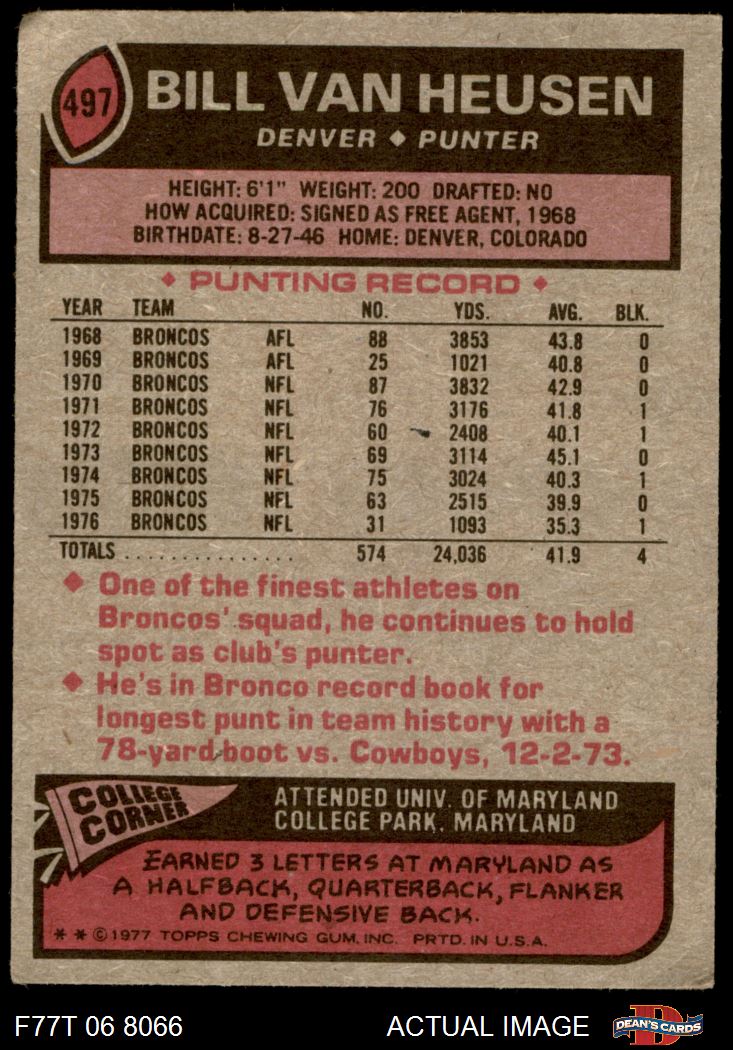 497
BILL VAN HEUSEN
DENVER ♦ PUNTER
HEIGHT: 6'1" WEIGHT: 200 DRAFTED: NO
HOW ACQUIRED: SIGNED AS FREE AGENT, 1968
BIRTHDATE: 8-27-46 HOME: DENVER, COLORADO
♦ PUNTING RECORD ♦
YEAR TEAM NO. YDS. AVG. BLK.
1968 BRONCOS AFL 88 3853 43.8 0
1969 BRONCOS AFL 25 1021 40.8 0
1970 BRONCOS NFL 87 3832 42.9 0
1971 BRONCOS NFL 76 3176 41.8 1
1972 BRONCOS NFL 60 2408 40.1 1
1973 BRONCOS NFL 69 3114 45.1 0
1974 BRONCOS NFL 75 3024 40.3 1
1975 BRONCOS NFL 63 2515 39.9 0
1976 BRONCOS NFL 31 1093 35.3 1
TOTALS . . . . . . . . . . . . . . . . 574 24,036 41.9 4
♦ One of the finest athletes on
Broncos' squad, he continues to hold
spot as club's punter.
♦ He's in Bronco record book for
longest punt in team history with a
78-yard boot vs. Cowboys, 12-2-73.
COLLEGE
CORNER
ATTENDED UNIV. OF MARYLAND
COLLEGE PARK, MARYLAND
EARNED 3 LETTERS AT MARYLAND AS
A HALFBACK, QUARTERBACK, FLANKER
AND DEFENSIVE BACK.
* * © 1977 TOPPS CHEWING GUM, INC. PRTD. IN U.S.A.
F77T 06 8066 ACTUAL IMAGE
D
DEAN'S CARDS